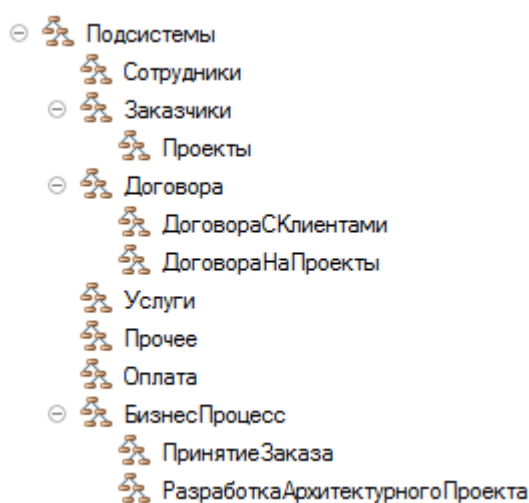 Подсистемы
Сотрудники
Заказчики
Проекты
Договора
ДоговораСКлиентами
ДоговораНаПроекты
Услуги
Прочее
Оплата
БизнесПроцесс
ПринятиеЗаказа
РазработкаАрхитектурногоПроекта